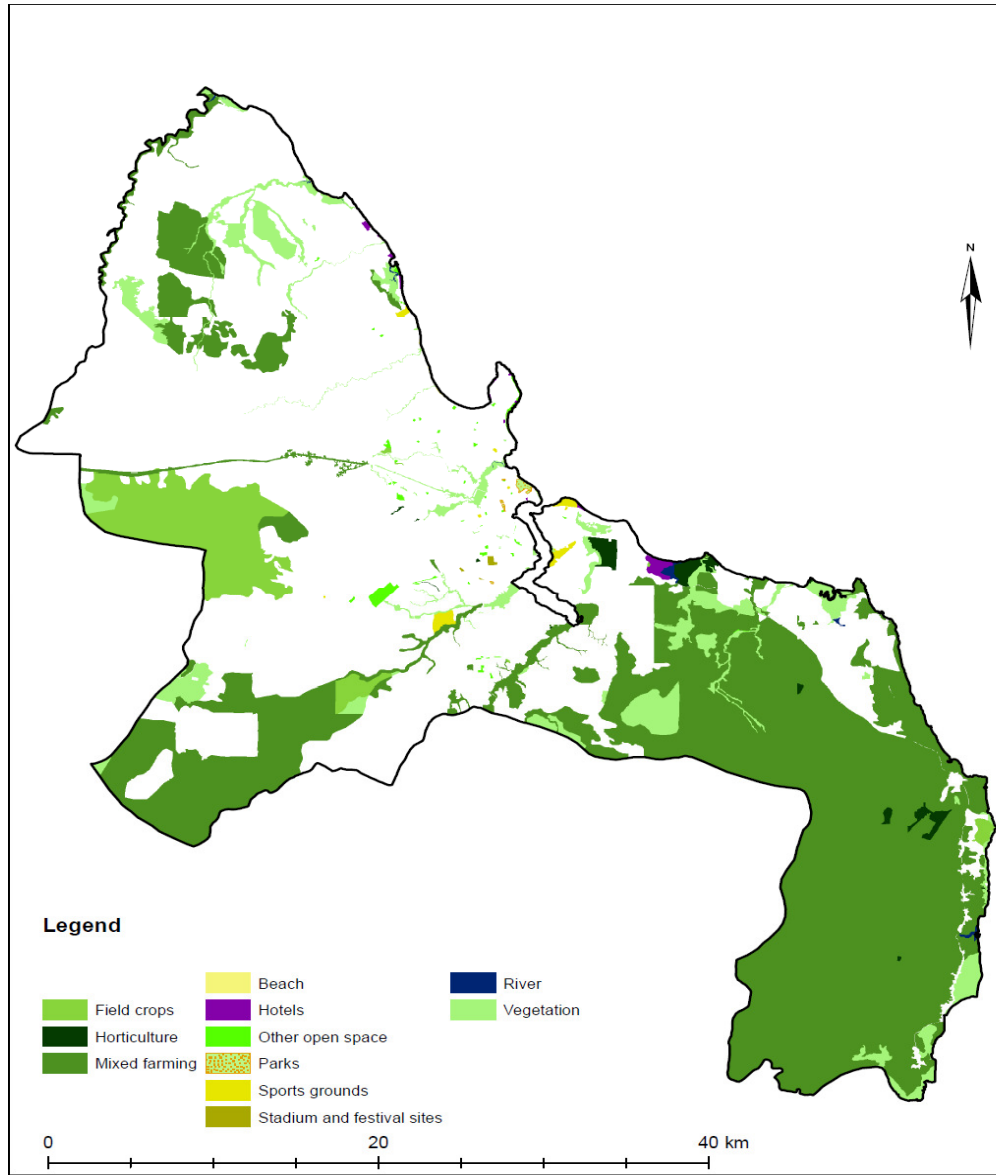 N
Legend
Beach
River
Field crops
Hotels
Vegetation
Horticulture
Other open space
Mixed farming
Parks
Sports grounds
Stadium and festival sites
0 20 40 km